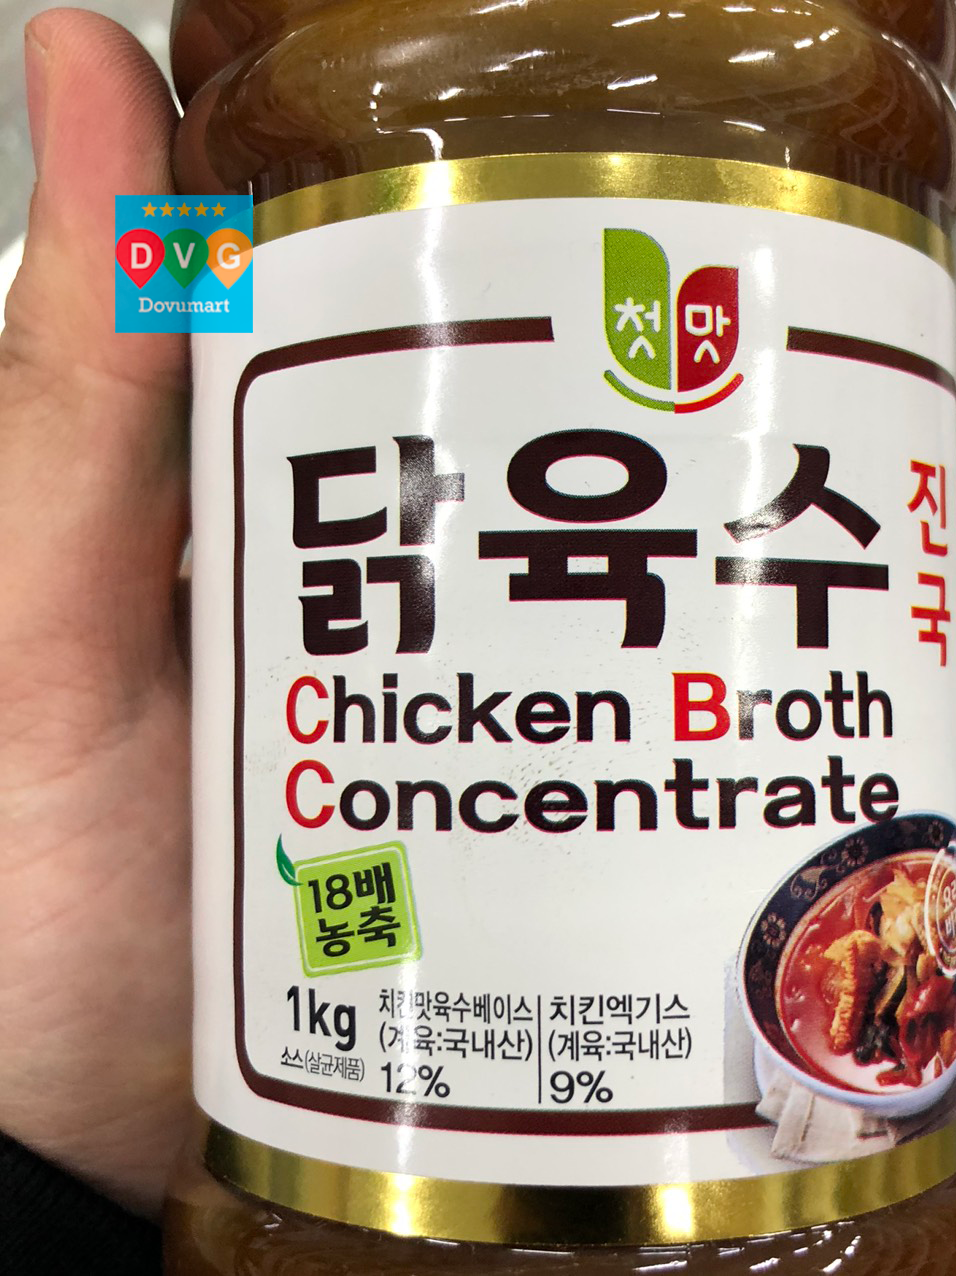 DVG
Dovumart
첫맛
닭육수
진국
Chicken Broth
Concentrate
18배
농축
1kg
소스(살균제품)
치킨맛육수베이스
(계육:국내산)
12%
치킨엑기스
(계육:국내산)
9%